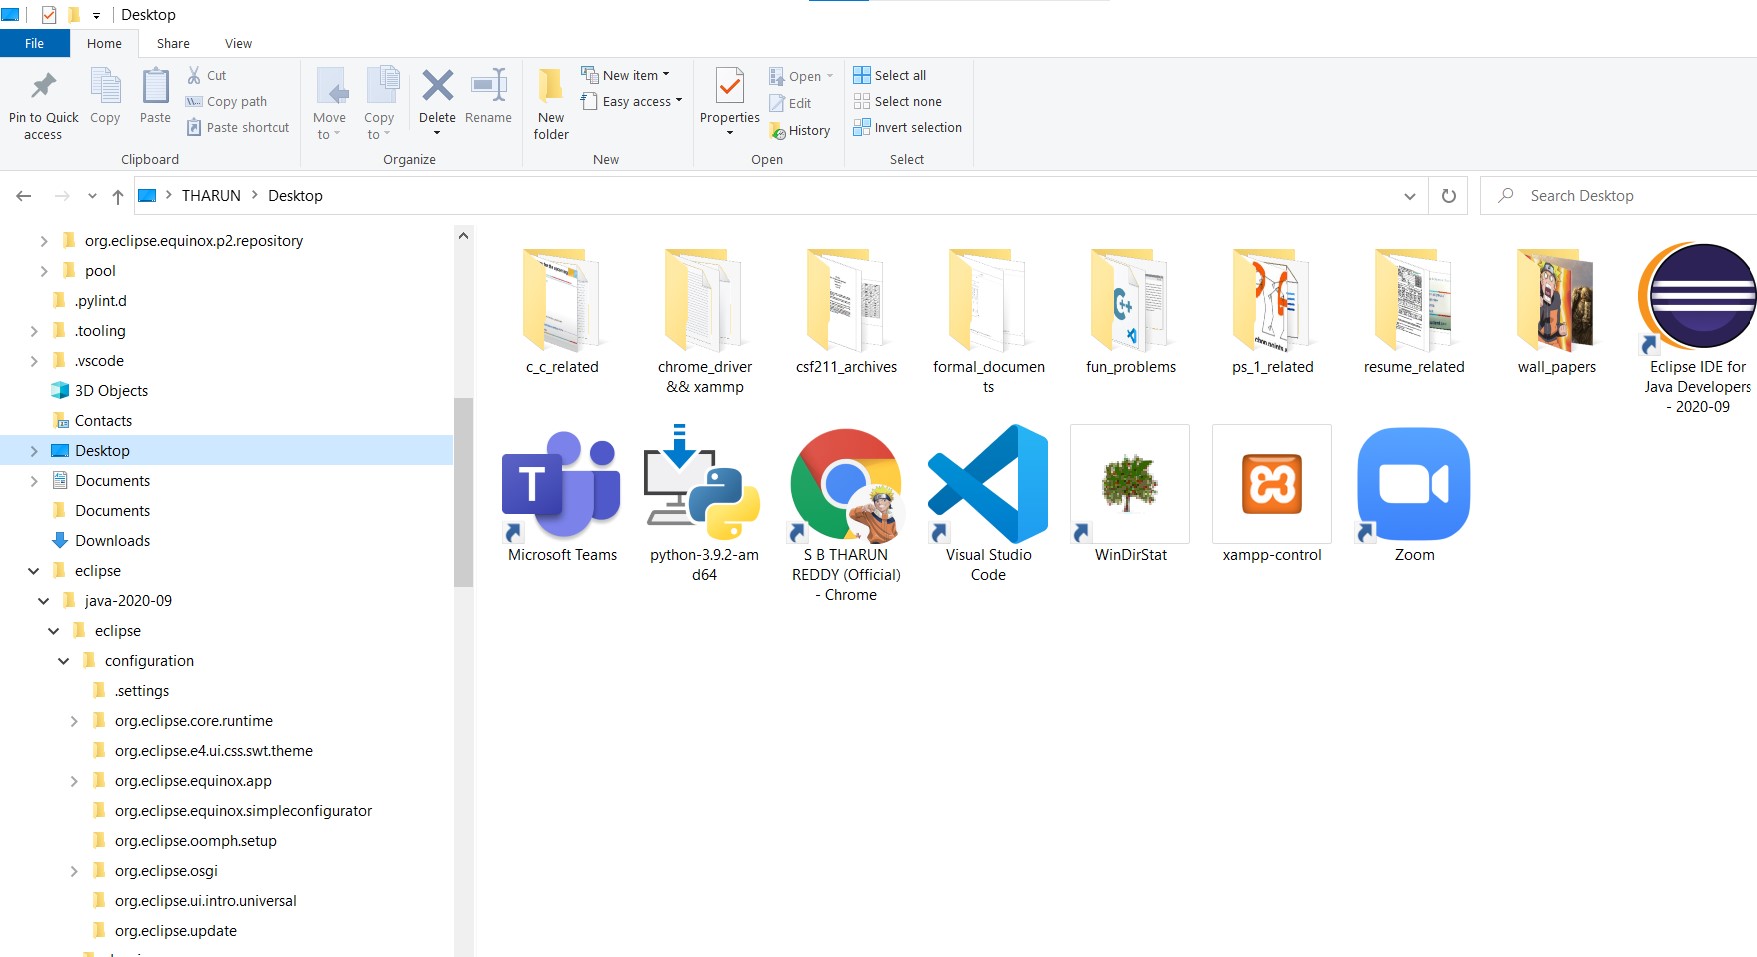 Desktop
File Home Share View
Pin to Quick access
Copy
Paste
Cut
Copy path
Paste shortcut
Clipboard
Move to
Copy to
Delete
Rename
Organize
New folder
New item
Easy access
New
Properties
Open
Edit
History
Open
Select all
Select none
Invert selection
Select
THARUN Desktop
Search Desktop
org.eclipse.equinox.p2.repository
pool
.pylint.d
.tooling
.vscode
3D Objects
Contacts
Desktop
Documents
Documents
Downloads
eclipse
java-2020-09
eclipse
configuration
.settings
org.eclipse.core.runtime
org.eclipse.e4.ui.css.swt.theme
org.eclipse.equinox.app
org.eclipse.equinox.simpleconfigurator
org.eclipse.oomph.setup
org.eclipse.osgi
org.eclipse.ui.intro.universal
org.eclipse.update
c_c_related
chrome_driver
&& xammp
csf211_archives
formal_documen
ts
fun_problems
ps_1_related
resume_related
wall_papers
Eclipse IDE for
Java Developers
- 2020-09
Microsoft Teams
python-3.9.2-am
d64
S B THARUN
REDDY (Official)
- Chrome
Visual Studio
Code
WinDirStat
xampp-control
Zoom